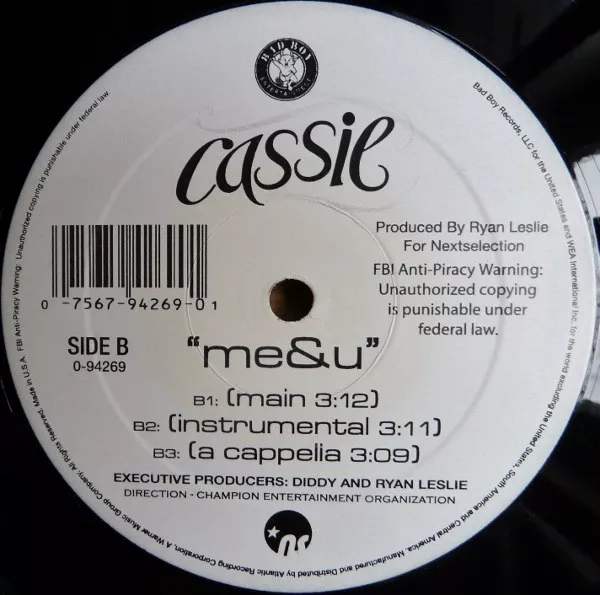 BAD BOY
ENTERTAINMENT
cassie
Produced By Ryan Leslie
For Nextselection
FBI Anti-Piracy Warning:
Unauthorized copying
is punishable under
federal law.
0 -7567-94269-0 1
SIDE B
0-94269
"me&u"
B1: (main 3:12)
B2: (instrumental 3:11)
B3: (a cappella 3:09)
EXECUTIVE PRODUCERS: DIDDY AND RYAN LESLIE
DIRECTION - CHAMPION ENTERTAINMENT ORGANIZATION
ns
Bad Boy Records, LLC for the United States and WEA International Inc. for the world excluding the United States, South America and Central America. Manufactured and Distributed by Atlantic Recording Corporation, A Warner Music Group Company. All Rights Reserved. Made in U.S.A. FBI Anti-Piracy Warning: Unauthorized copying is punishable under federal law.